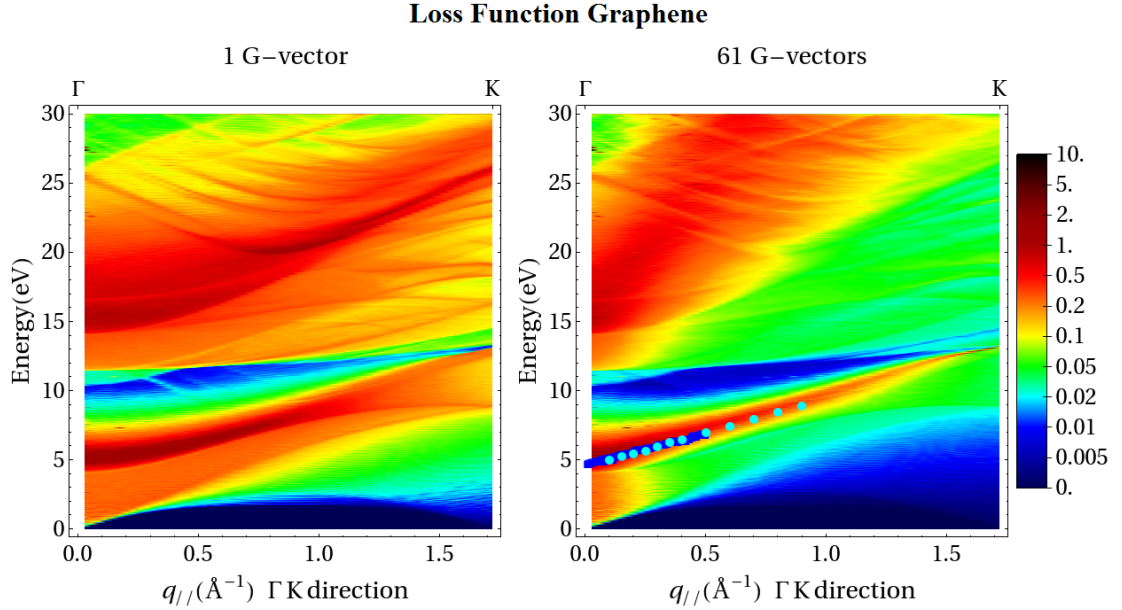 Loss Function Graphene
1 G-vector
61 G-vectors
Γ K
Γ K
30
25
20
15
10
5
0
Energy(eV)
0.0 0.5 1.0 1.5
q//(Å⁻¹) Γ K direction
30
25
20
15
10
5
0
Energy(eV)
0.0 0.5 1.0 1.5
q//(Å⁻¹) Γ K direction
10.
5.
2.
1.
0.5
0.2
0.1
0.05
0.02
0.01
0.005
0.